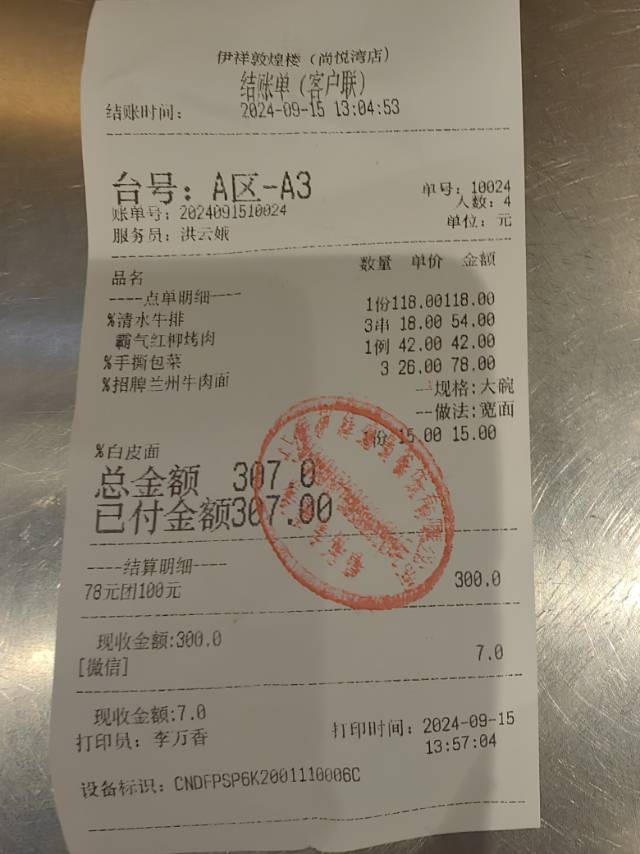 伊祥敦煌楼（尚悦湾店）
结账单（客户联）
结账时间： 2024-09-15 13:04:53
台号：A区-A3 单号：10024
人数：4
账单号：2024091510024
单位：元
服务员：洪云娥
品名 数量 单价 金额
----点单明细----
%清水牛排 1份118.00118.00
霸气红柳烤肉 3串 18.00 54.00
%手撕包菜 1例 42.00 42.00
%招牌兰州牛肉面 3 26.00 78.00
--规格:大碗
--做法:宽面
%白皮面 1份 15.00 15.00
总金额 307.0
已付金额307.00
----结算明细----
78元团100元 300.0
现收金额:300.0
[微信] 7.0
现收金额:7.0
打印员：李万香 打印时间：2024-09-15
13:57:04
设备标识：CNDFPSP6K2001110006C